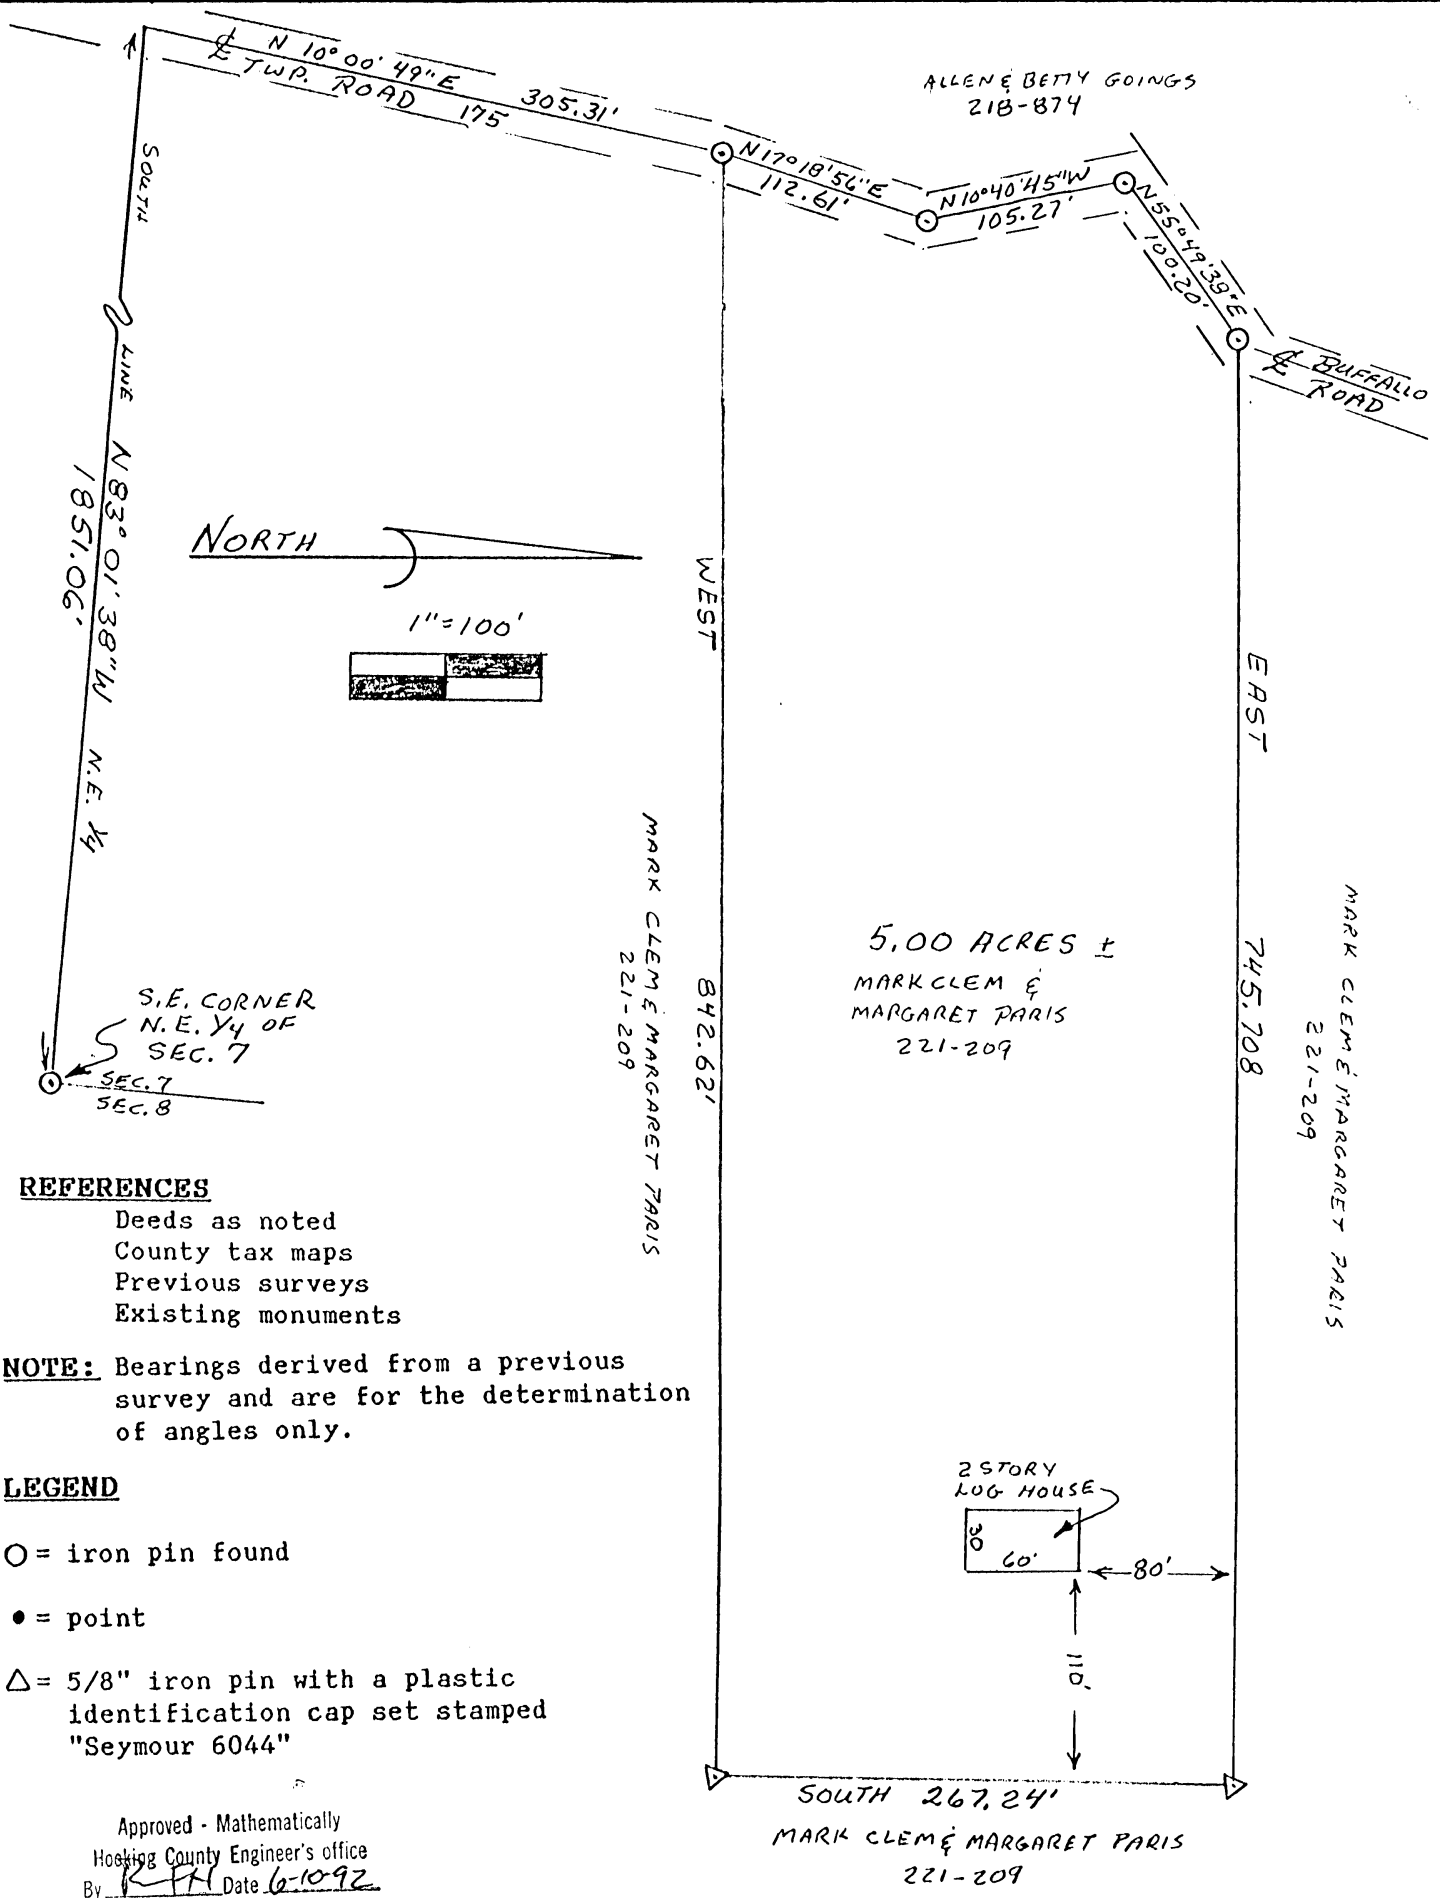 N 10° 00' 49" E 305.31'
℄ TWP. ROAD 175
ALLEN & BETTY GOINGS
218-874
N 17° 18' 56" E
112.61'
N 10° 40' 45" W
105.27'
N 55° 49' 38" E
100.20'
℄ BUFFALLO
ROAD
SOUTH LINE N 83° 01' 38" W N.E. 1/4
1851.06'
NORTH
1"=100'
WEST 842.62'
EAST 745.708
MARK CLEM & MARGARET PARIS
221-209
5.00 ACRES ±
MARK CLEM &
MARGARET PARIS
221-209
MARK CLEM & MARGARET PARIS
221-209
S.E. CORNER
N.E. 1/4 OF
SEC. 7
SEC. 7
SEC. 8
REFERENCES
Deeds as noted
County tax maps
Previous surveys
Existing monuments
NOTE: Bearings derived from a previous
survey and are for the determination
of angles only.
LEGEND
O = iron pin found
● = point
△ = 5/8" iron pin with a plastic
identification cap set stamped
"Seymour 6044"
2 STORY
LOG HOUSE
30
60'
80'
110'
SOUTH 267.24'
MARK CLEM & MARGARET PARIS
221-209
Approved - Mathematically
Hocking County Engineer's office
By Date 6-10-92